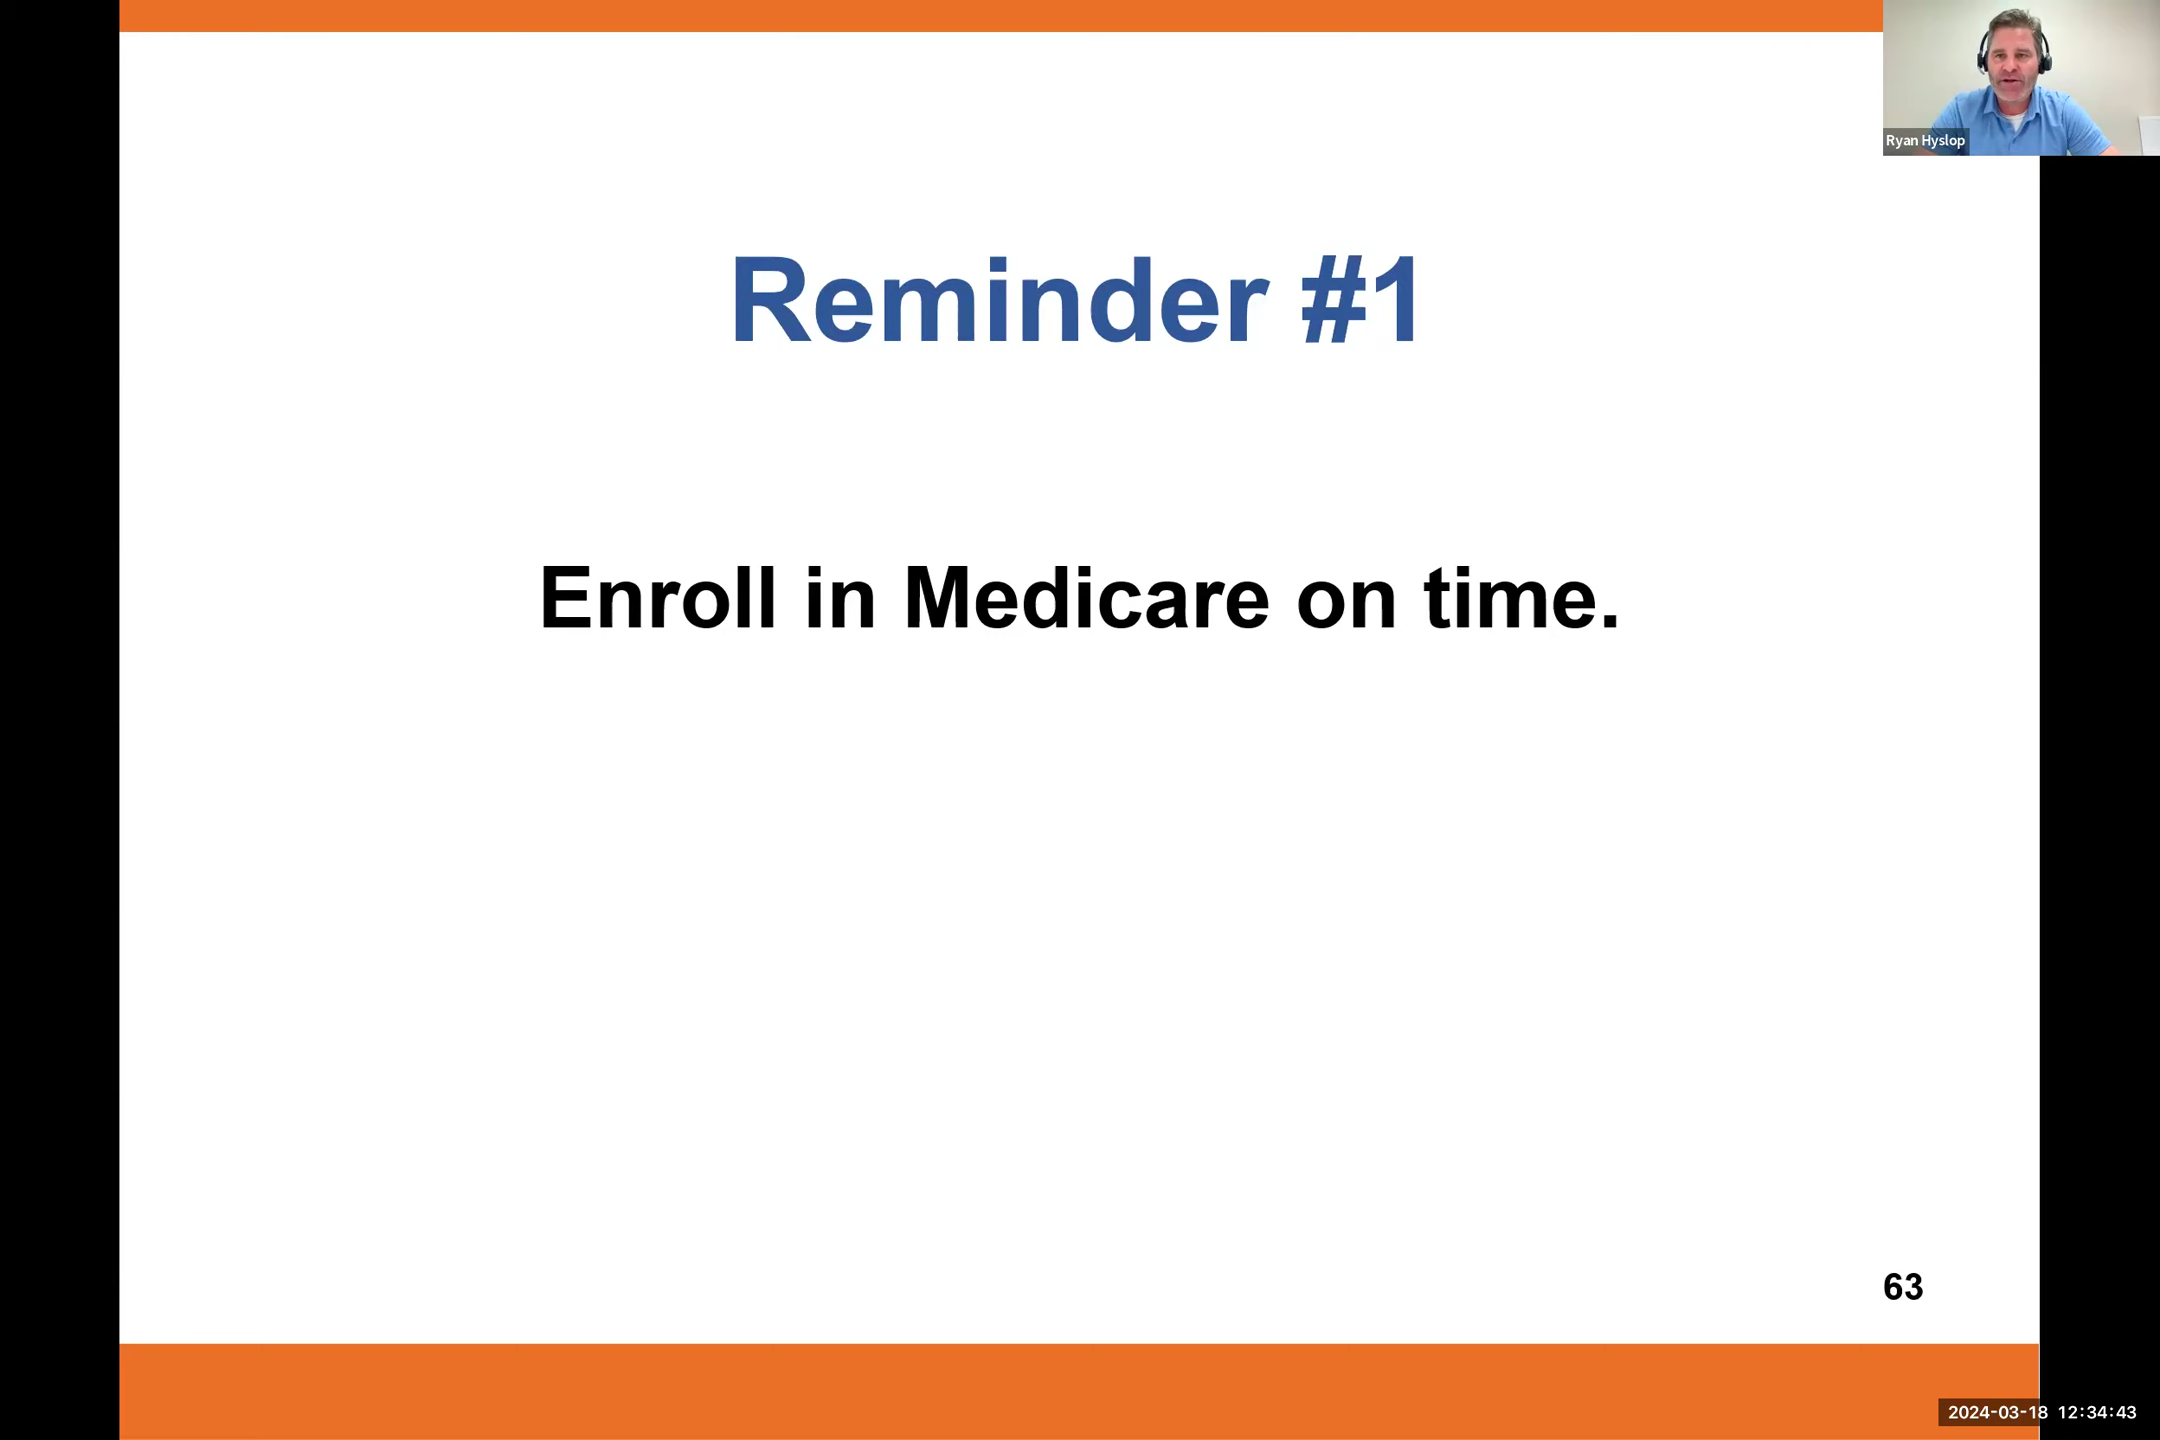 Ryan Hyslop
Reminder #1
Enroll in Medicare on time.
63
2024-03-18 12:34:43